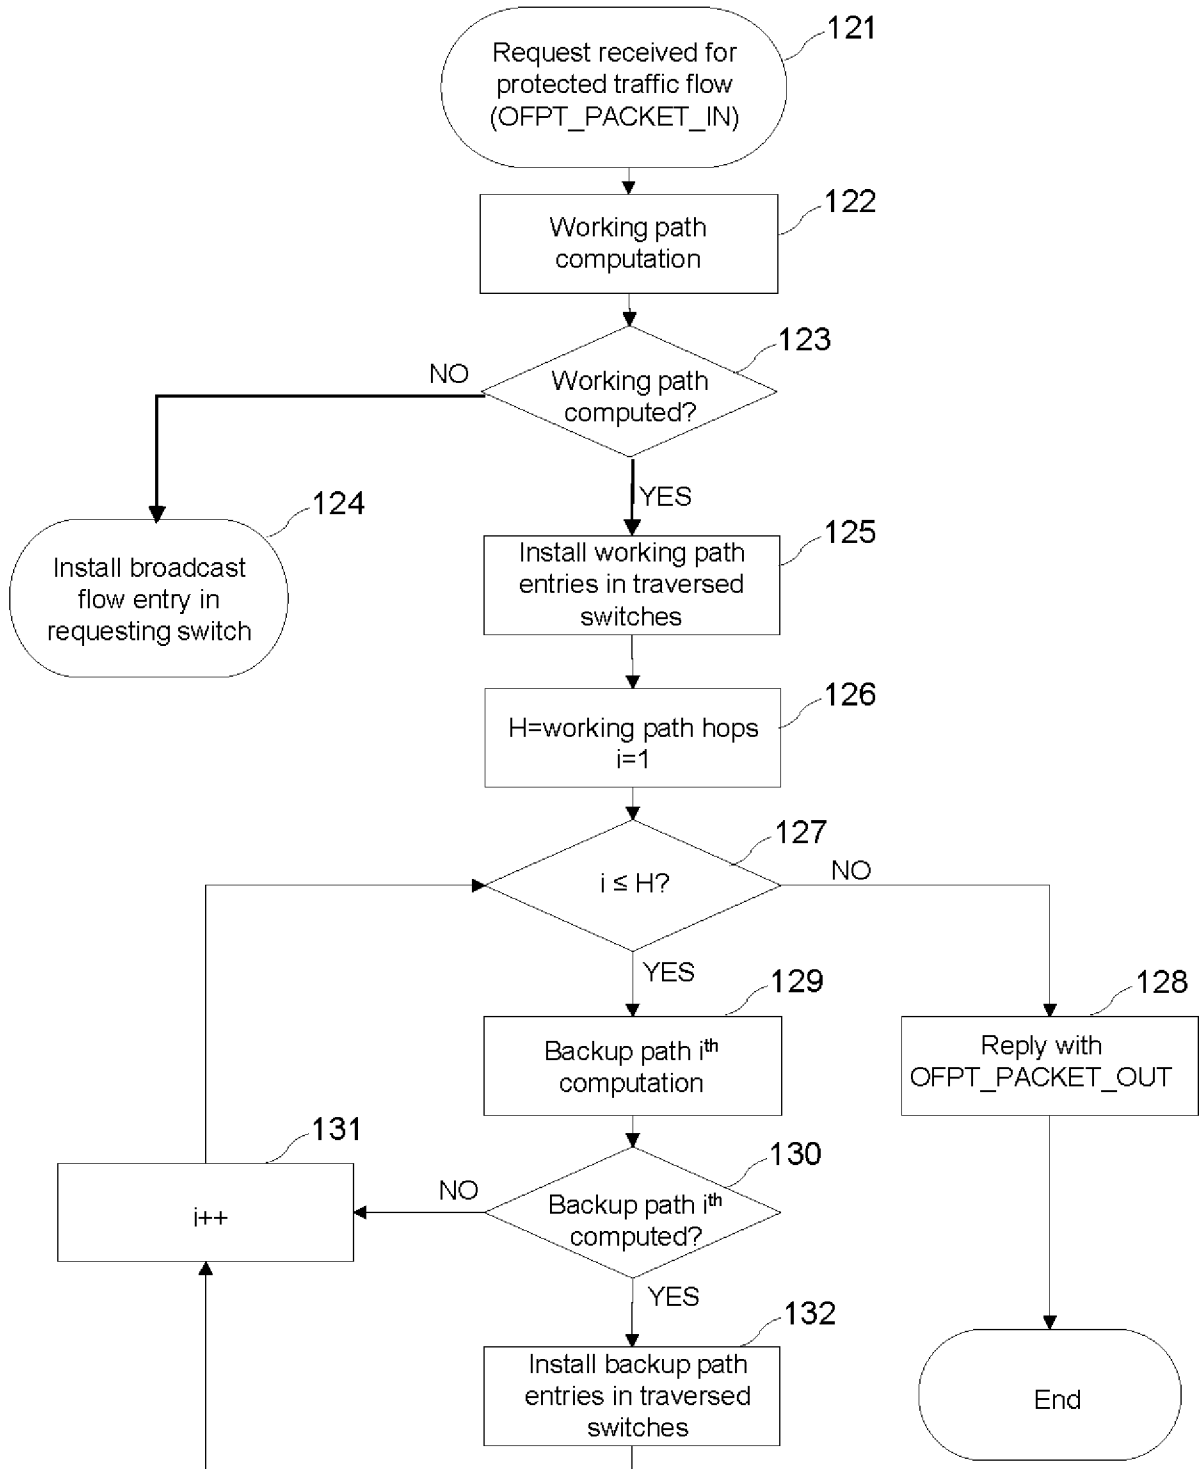 121
Request received for
protected traffic flow
(OFPT_PACKET_IN)
122
Working path
computation
123
NO
Working path
computed?
YES
124
Install broadcast
flow entry in
requesting switch
125
Install working path
entries in traversed
switches
126
H=working path hops
i=1
127
i ≤ H?
NO
YES
129
Backup path iᵗʰ
computation
128
Reply with
OFPT_PACKET_OUT
131
i++
130
NO
Backup path iᵗʰ
computed?
YES
132
Install backup path
entries in traversed
switches
End